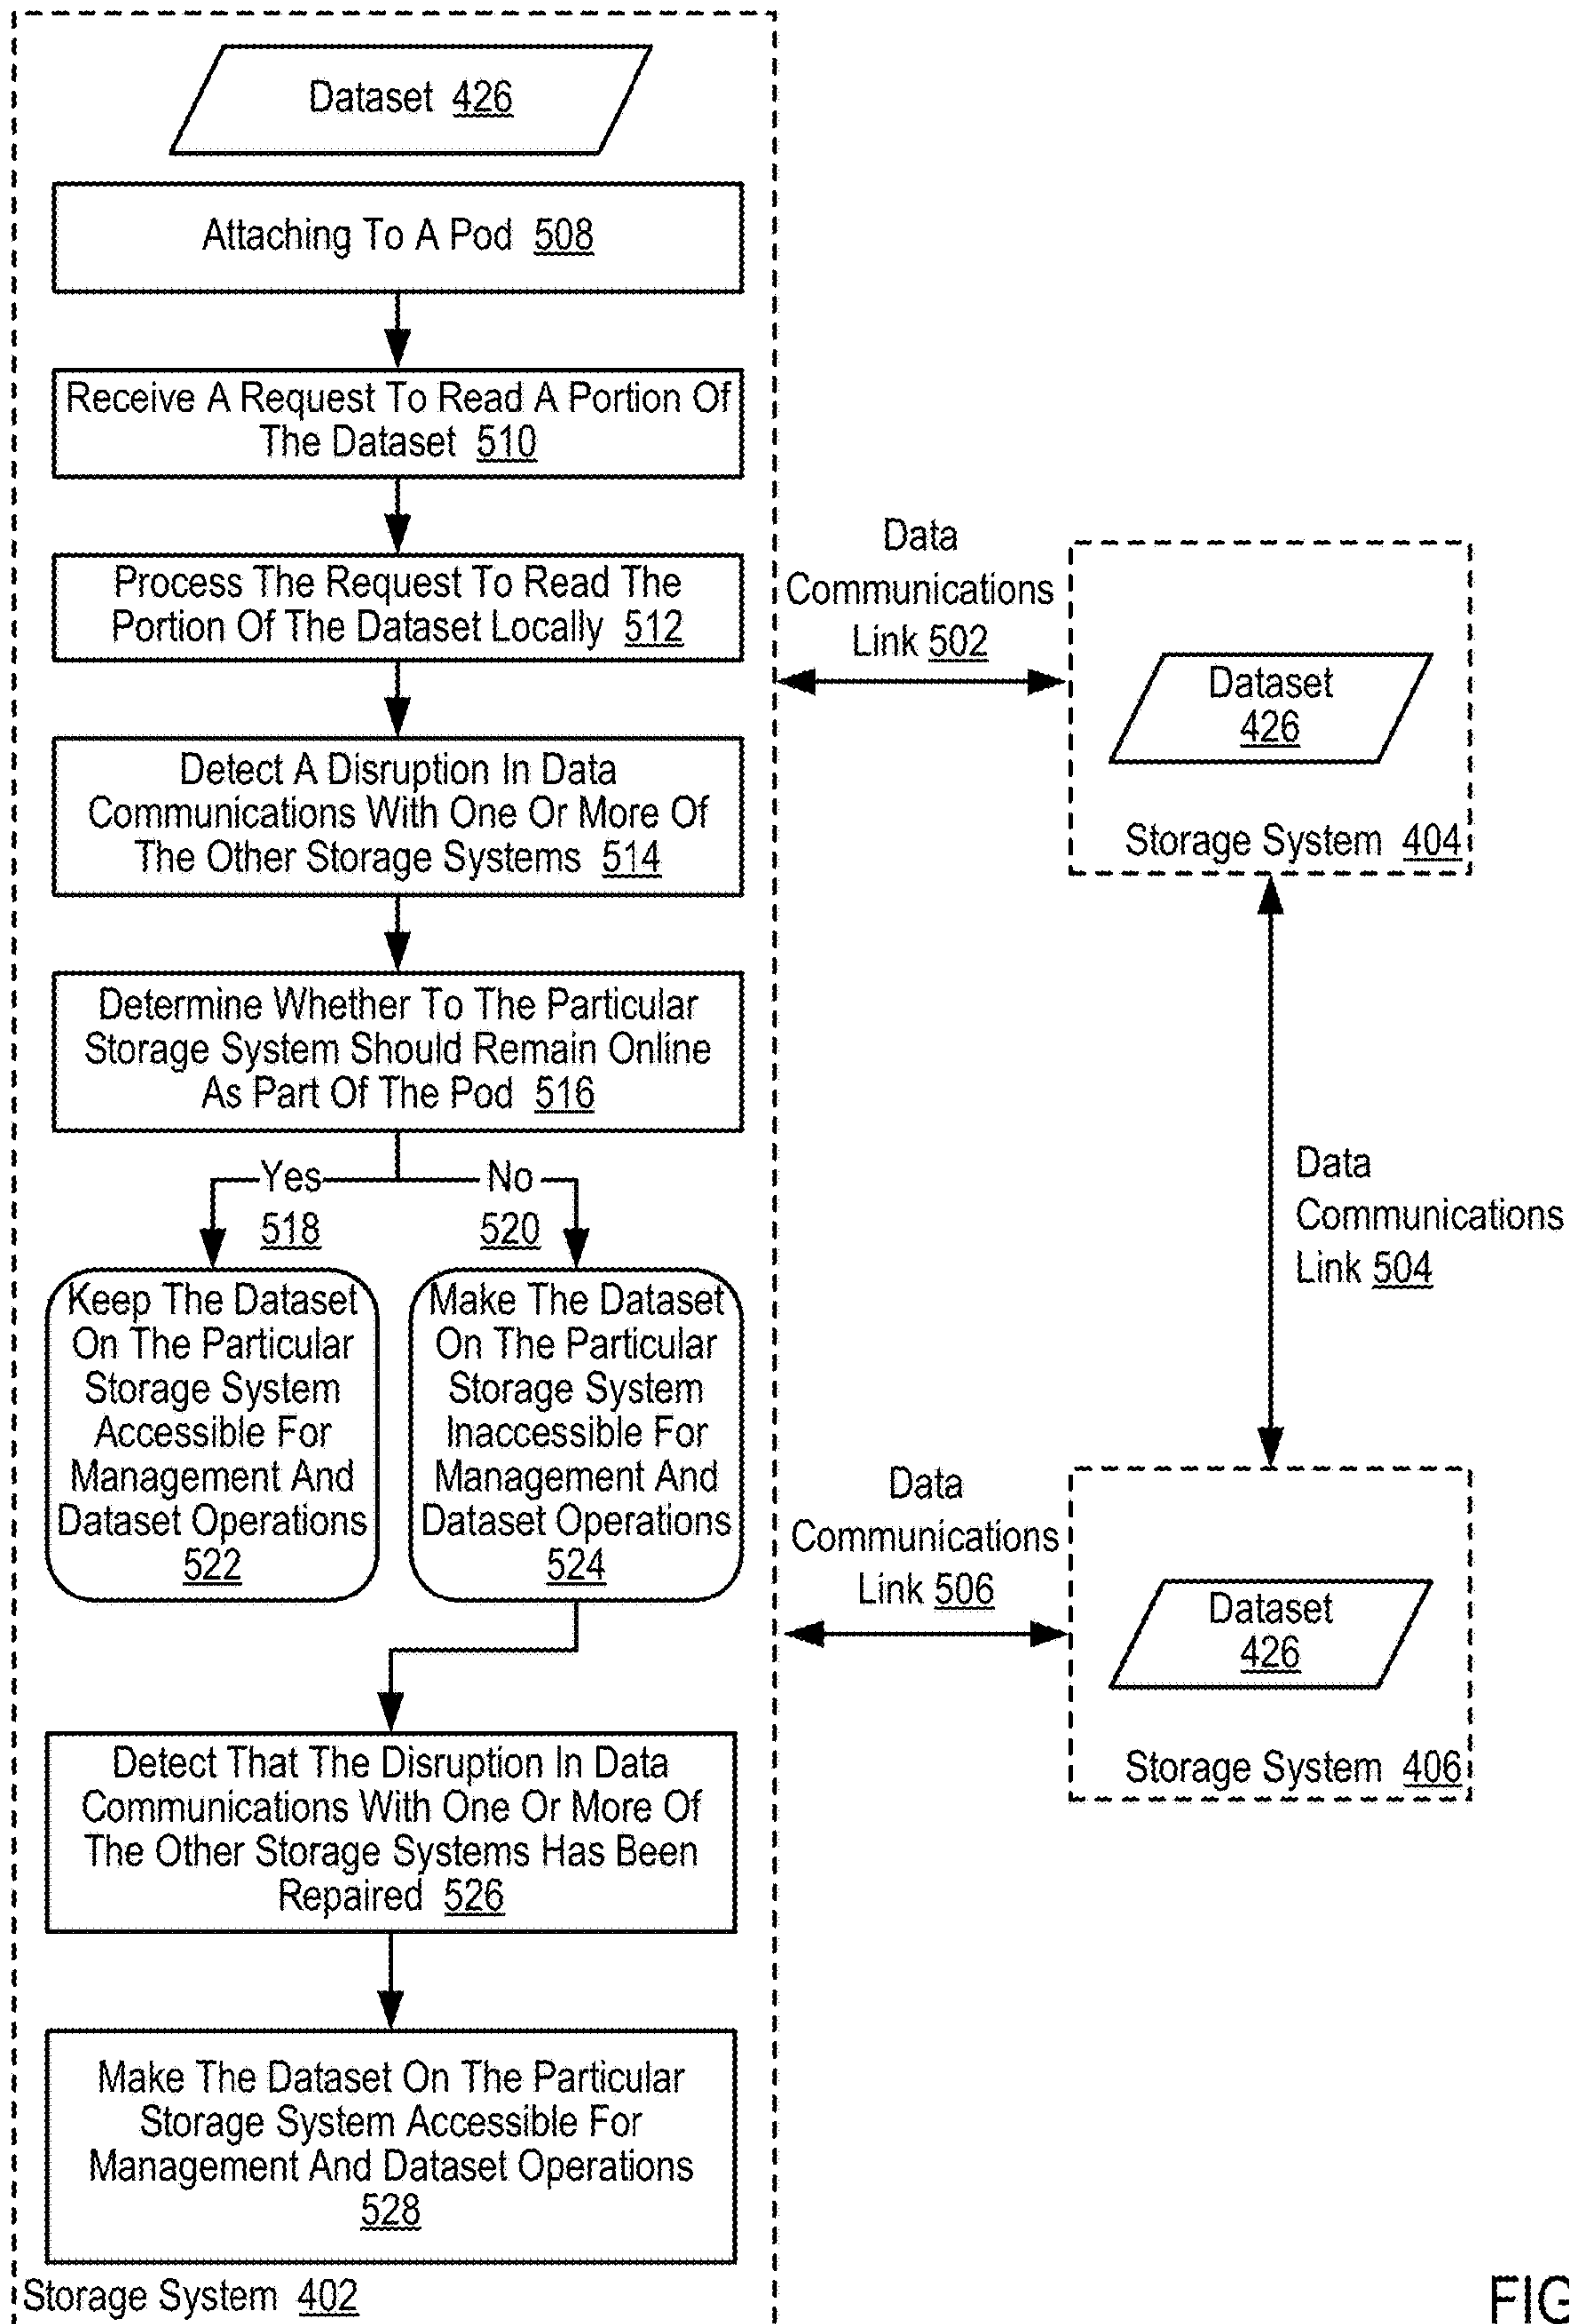 Dataset 426
Attaching To A Pod 508
Receive A Request To Read A Portion Of
The Dataset 510
Process The Request To Read The
Portion Of The Dataset Locally 512
Detect A Disruption In Data
Communications With One Or More Of
The Other Storage Systems 514
Determine Whether To The Particular
Storage System Should Remain Online
As Part Of The Pod 516
Yes
518
No
520
Keep The Dataset
On The Particular
Storage System
Accessible For
Management And
Dataset Operations
522
Make The Dataset
On The Particular
Storage System
Inaccessible For
Management And
Dataset Operations
524
Detect That The Disruption In Data
Communications With One Or More Of
The Other Storage Systems Has Been
Repaired 526
Make The Dataset On The Particular
Storage System Accessible For
Management And Dataset Operations
528
Storage System 402
Data
Communications
Link 502
Dataset
426
Storage System 404
Data
Communications
Link 504
Data
Communications
Link 506
Dataset
426
Storage System 406
FIG